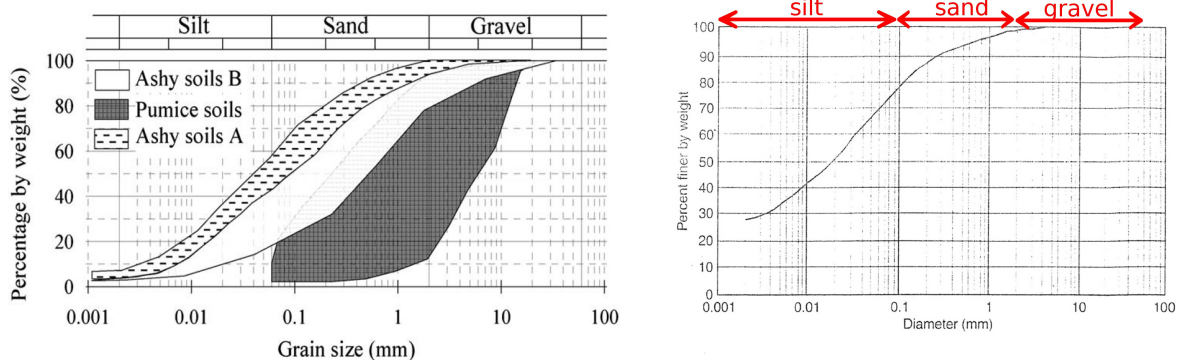 Silt Sand Gravel
Percentage by weight (%)
100
80
60
40
20
0
Ashy soils B
Pumice soils
Ashy soils A
0.001 0.01 0.1 1 10 100
Grain size (mm)
silt sand gravel
Percent finer by weight
100
90
80
70
60
50
40
30
20
10
0
0.001 0.01 0.1 1 10 100
Diameter (mm)